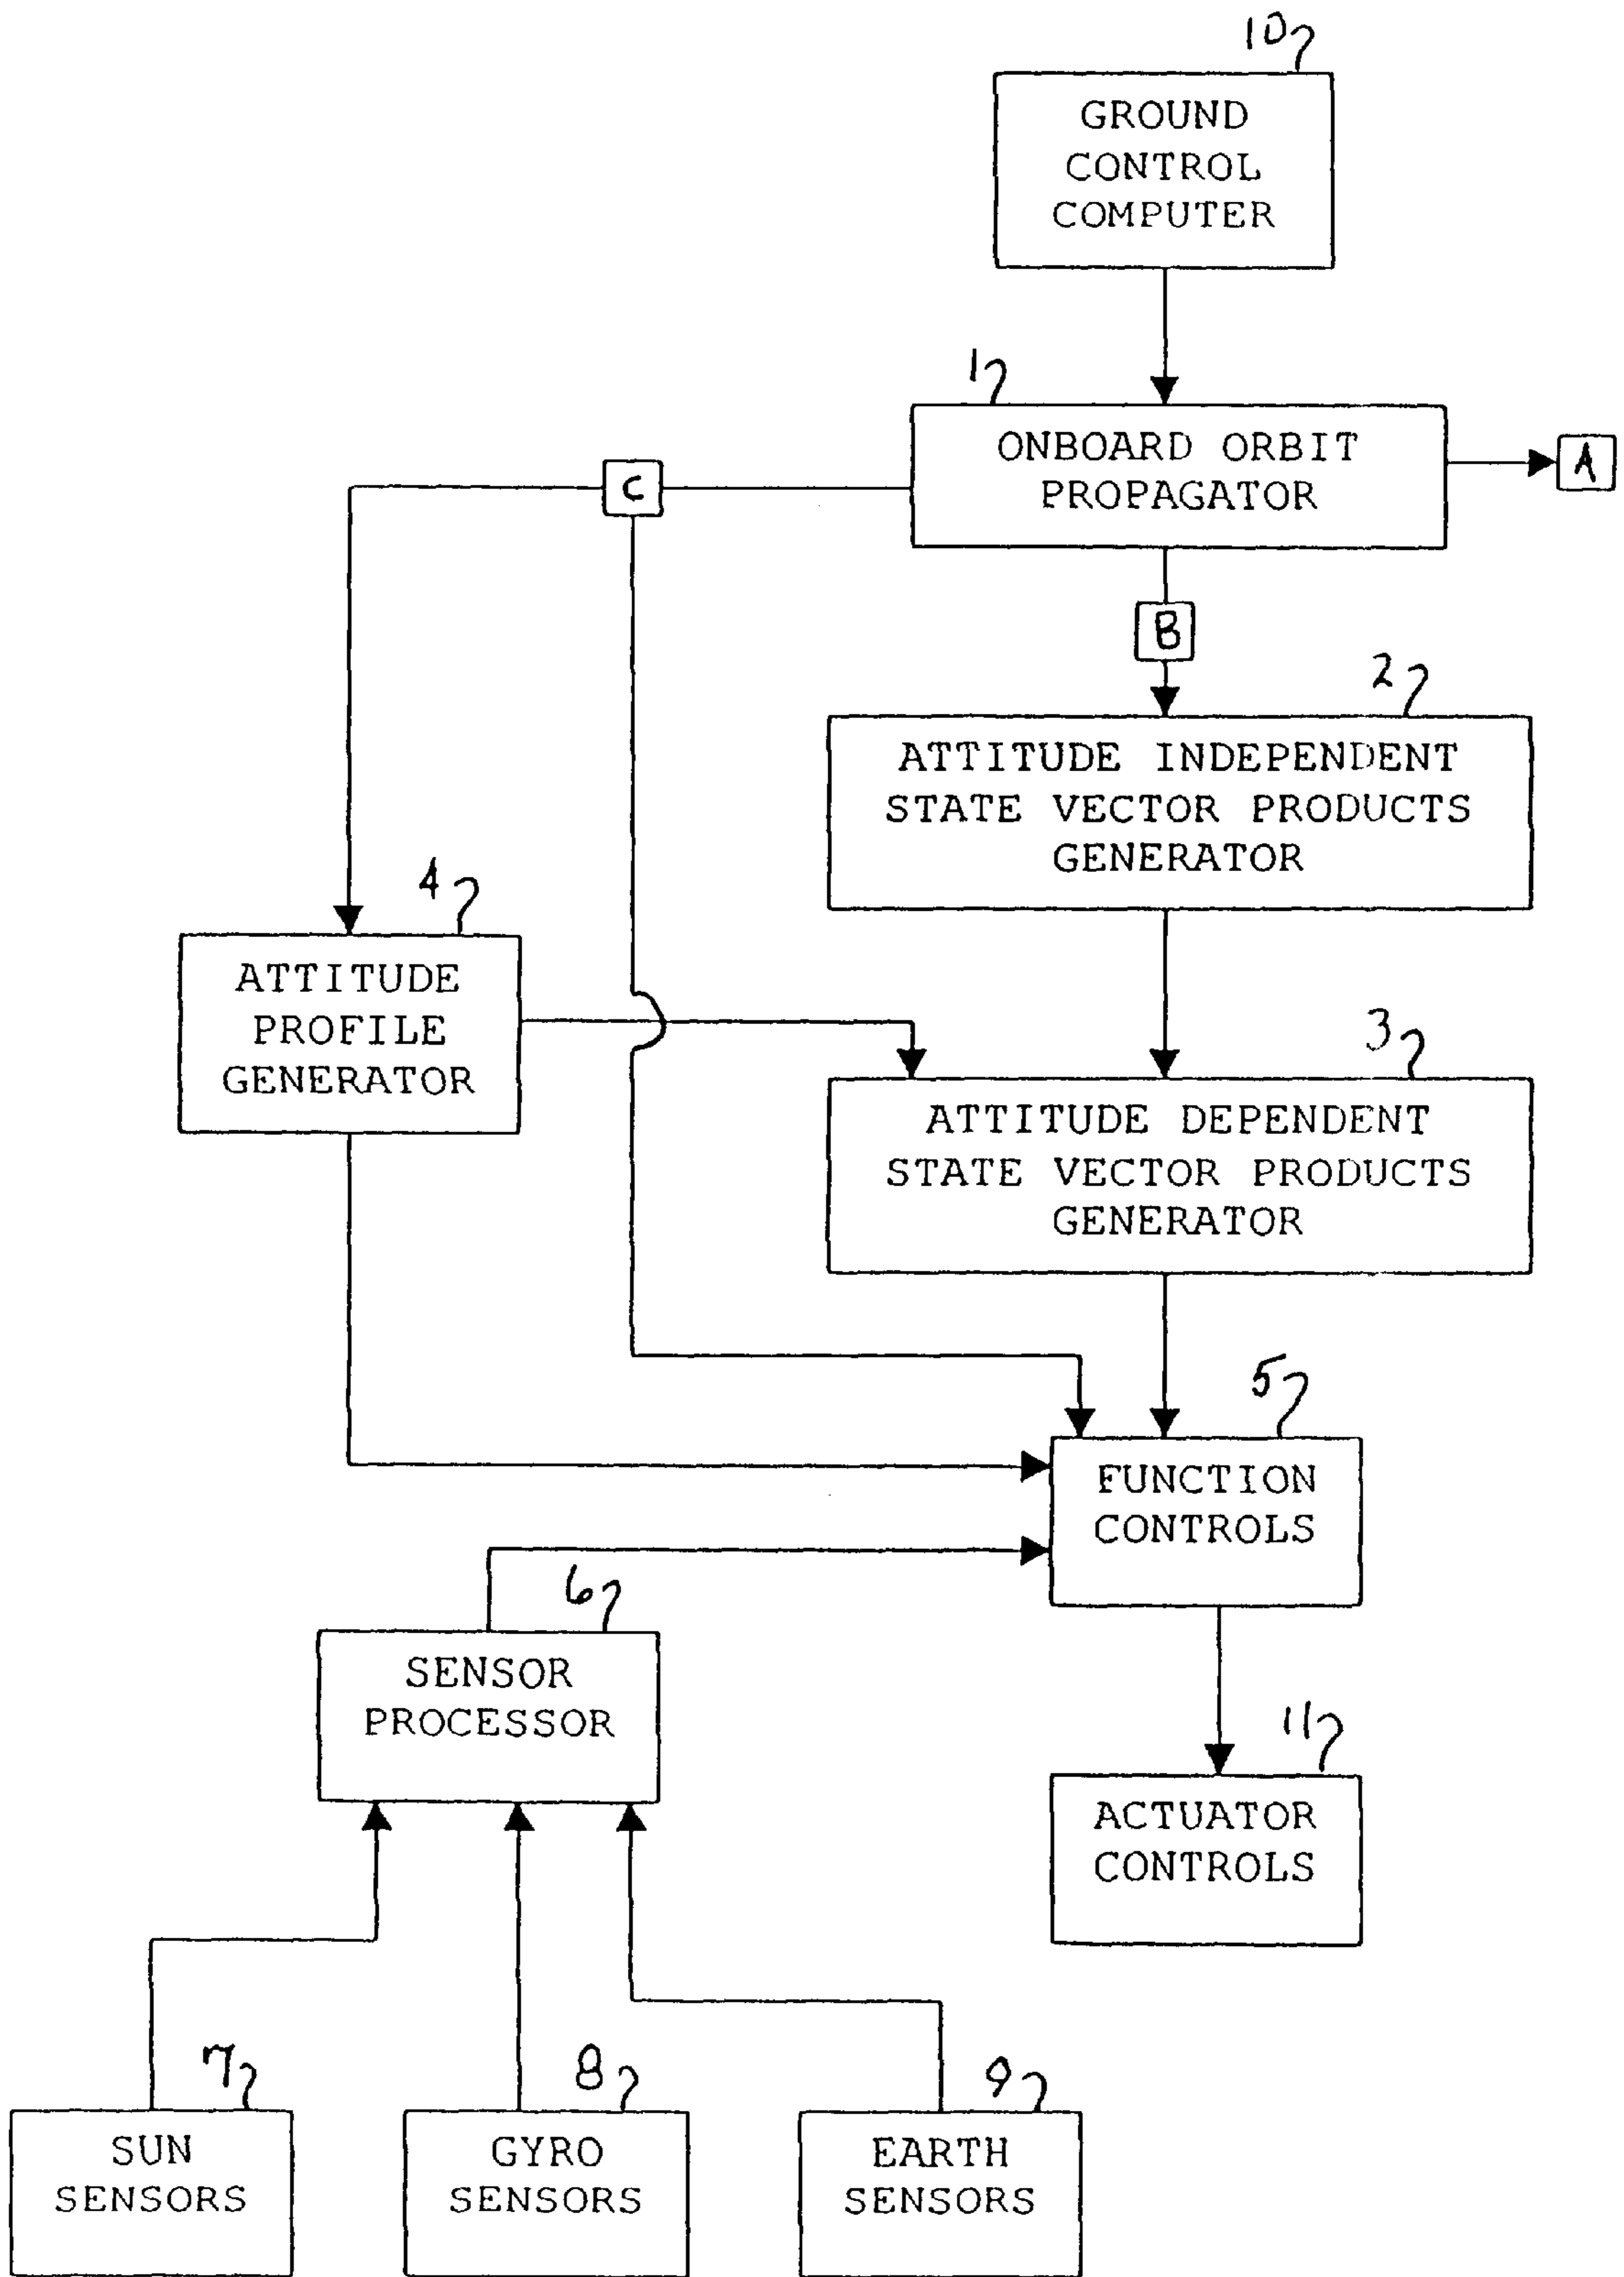 10
GROUND
CONTROL
COMPUTER
1
ONBOARD ORBIT
PROPAGATOR
A
C
B
2
ATTITUDE INDEPENDENT
STATE VECTOR PRODUCTS
GENERATOR
4
ATTITUDE
PROFILE
GENERATOR
3
ATTITUDE DEPENDENT
STATE VECTOR PRODUCTS
GENERATOR
5
FUNCTION
CONTROLS
6
SENSOR
PROCESSOR
11
ACTUATOR
CONTROLS
7
SUN
SENSORS
8
GYRO
SENSORS
9
EARTH
SENSORS